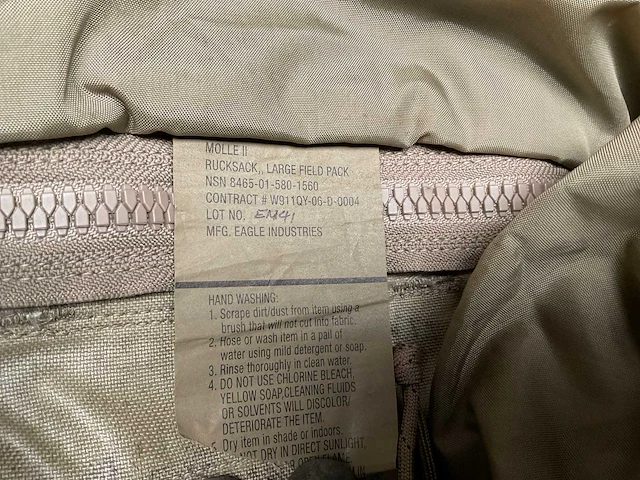 MOLLE II
RUCKSACK,, LARGE FIELD PACK
NSN 8465-01-580-1560
CONTRACT # W911QY-06-D-0004
LOT NO. EM41
MFG. EAGLE INDUSTRIES
HAND WASHING:
1. Scrape dirt/dust from item using a
brush that will not cut into fabric.
2. Hose or wash item in a pail of
water using mild detergent or soap.
3. Rinse thoroughly in clean water.
4. DO NOT USE CHLORINE BLEACH,
YELLOW SOAP,CLEANING FLUIDS
OR SOLVENTS WILL DISCOLOR/
DETERIORATE THE ITEM.
5. Dry item in shade or indoors.
NOT DRY IN DIRECT SUNLIGHT,
OR OPEN FLAME.